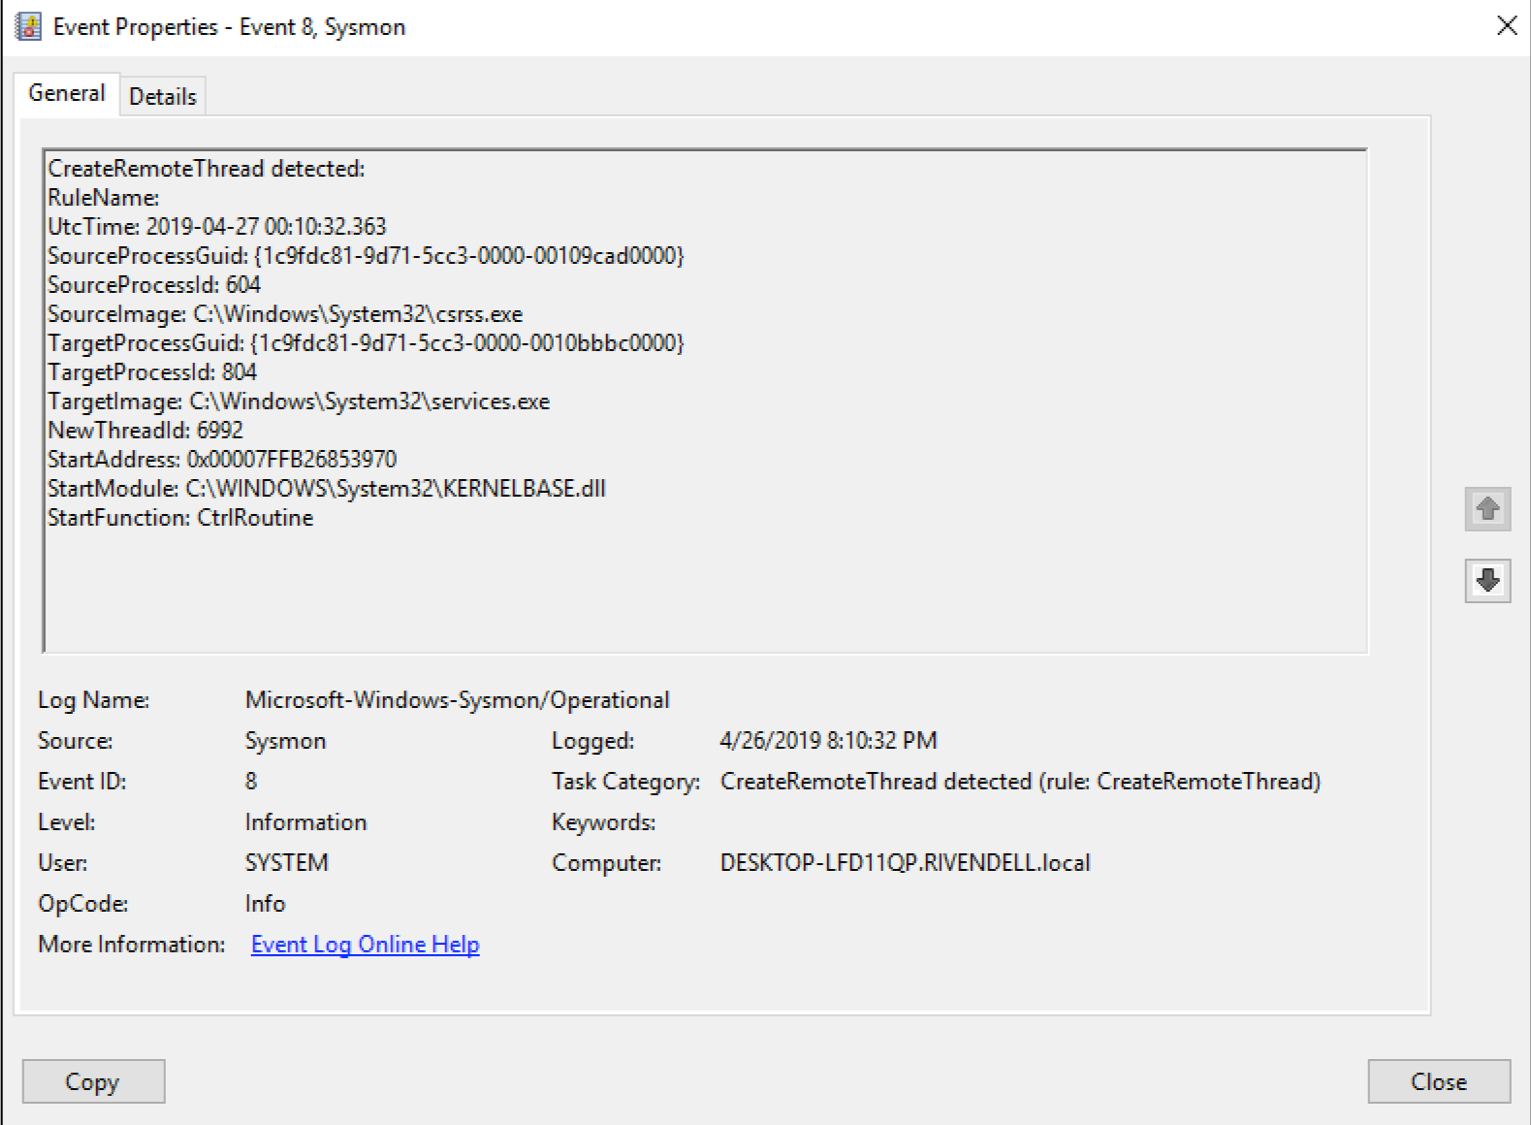 Event Properties - Event 8, Sysmon
General
Details
CreateRemoteThread detected:
RuleName:
UtcTime: 2019-04-27 00:10:32.363
SourceProcessGuid: {1c9fdc81-9d71-5cc3-0000-00109cad0000}
SourceProcessId: 604
SourceImage: C:\Windows\System32\csrss.exe
TargetProcessGuid: {1c9fdc81-9d71-5cc3-0000-0010bbbc0000}
TargetProcessId: 804
TargetImage: C:\Windows\System32\services.exe
NewThreadId: 6992
StartAddress: 0x00007FFB26853970
StartModule: C:\WINDOWS\System32\KERNELBASE.dll
StartFunction: CtrlRoutine
Log Name: Microsoft-Windows-Sysmon/Operational
Source: Sysmon Logged: 4/26/2019 8:10:32 PM
Event ID: 8 Task Category: CreateRemoteThread detected (rule: CreateRemoteThread)
Level: Information Keywords:
User: SYSTEM Computer: DESKTOP-LFD11QP.RIVENDELL.local
OpCode: Info
More Information: Event Log Online Help
Copy
Close